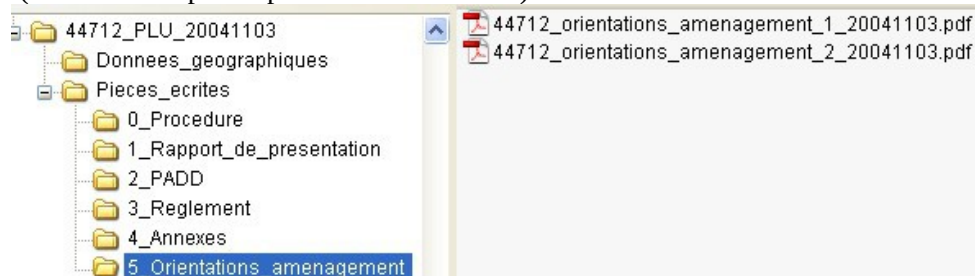 44712_PLU_20041103
Donnees_geographiques
Pieces_ecrites
0_Procedure
1_Rapport_de_presentation
2_PADD
3_Reglement
4_Annexes
5_Orientations_amenagement
44712_orientations_amenagement_1_20041103.pdf
44712_orientations_amenagement_2_20041103.pdf